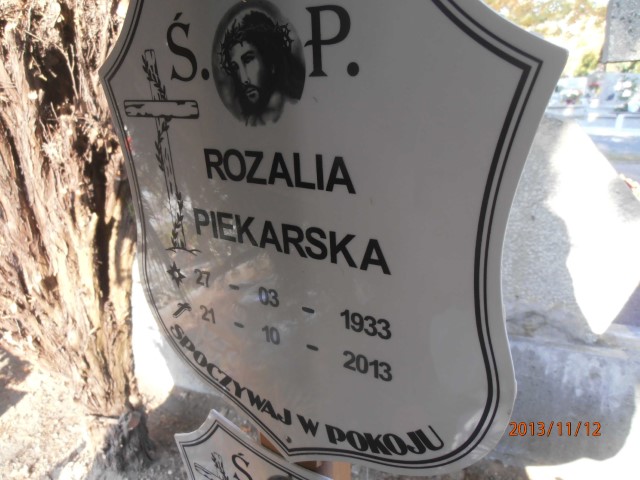 Ś. P.
ROZALIA
PIEKARSKA
27 - 03 - 1933
21 - 10 - 2013
SPOCZYWAJ W POKOJU
Ś
2013/11/12